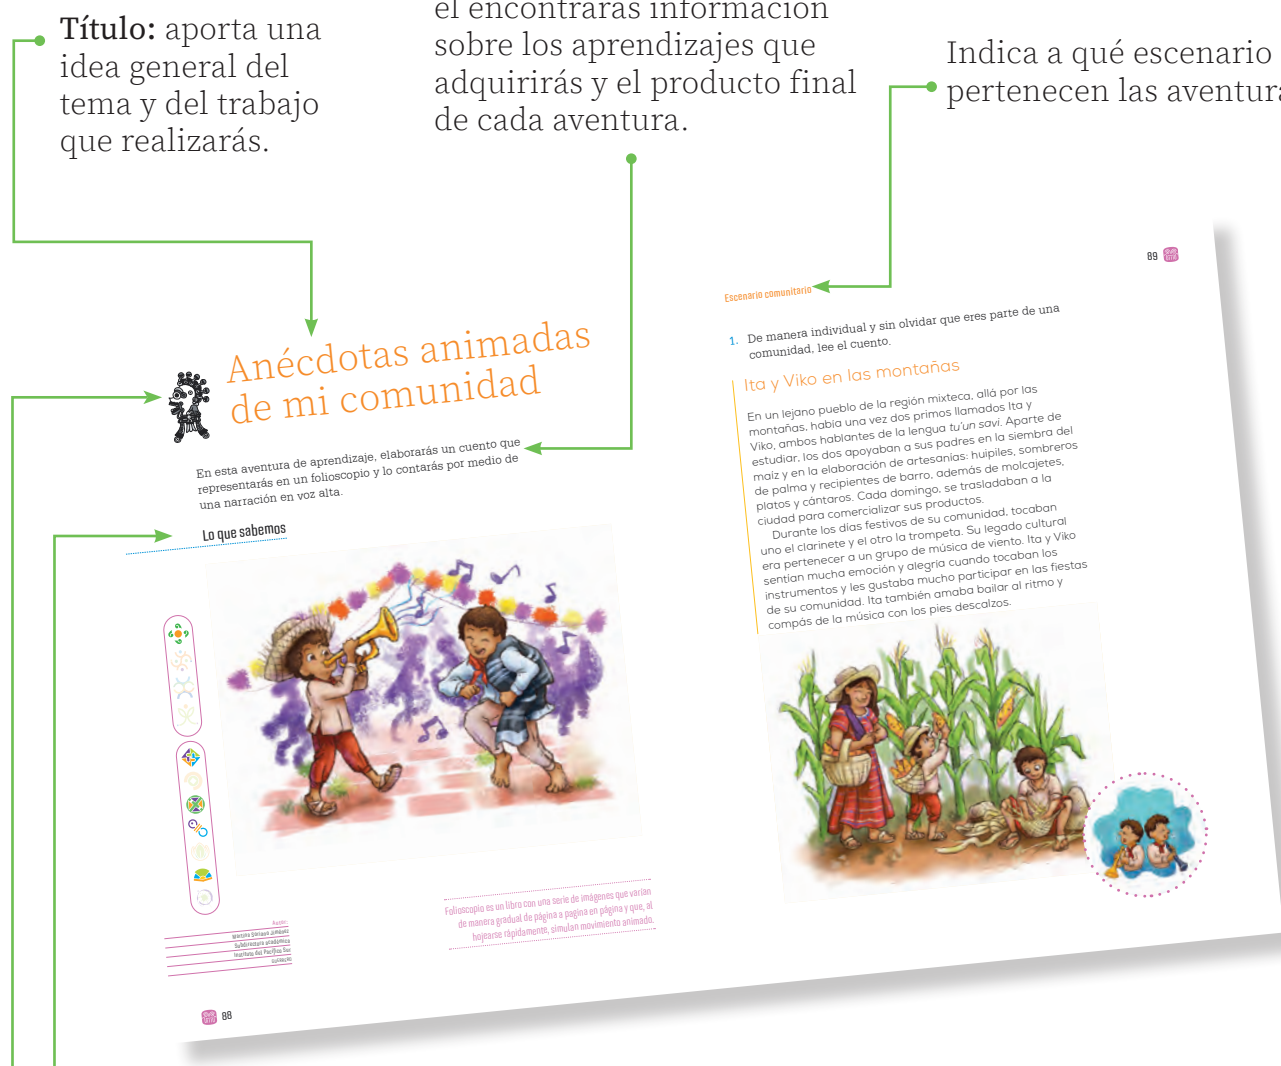 Título: aporta una
idea general del
tema y del trabajo
que realizarás.
él encontrarás información
sobre los aprendizajes que
adquirirás y el producto final
de cada aventura.
Indica a qué escenario
pertenecen las
Anécdotas animadas
de mi comunidad
En esta aventura de aprendizaje, elaborarás un cuento que
representarás en un folioscopio y lo contarás por medio de
una narración en voz alta.
Lo que sabemos
Folioscopio es un libro con una serie de imágenes que varían
de manera gradual de página a pagina en página y que, al
hojearse rápidamente, simulan movimiento animado.
Autor:
Subdirectora académica
Instituto del Pacífico Sur
88
89
Escenario comunitario
1. De manera individual y sin olvidar que eres parte de una
comunidad, lee el cuento.
Ita y Viko en las montañas
En un lejano pueblo de la región mixteca, allá por las
montañas, había una vez dos primos llamados Ita y
Viko, ambos hablantes de la lengua tu'un savi. Aparte de
estudiar, los dos apoyaban a sus padres en la siembra del
maíz y en la elaboración de artesanías: huipiles, sombreros
de palma y recipientes de barro, además de molcajetes,
platos y cántaros. Cada domingo, se trasladaban a la
ciudad para comercializar sus productos.
Durante los días festivos de su comunidad, tocaban
uno el clarinete y el otro la trompeta. Su legado cultural
era pertenecer a un grupo de música de viento. Ita y Viko
sentían mucha emoción y alegría cuando tocaban los
instrumentos y les gustaba mucho participar en las fiestas
de su comunidad. Ita también amaba bailar al ritmo y
compás de la música con los pies descalzos.